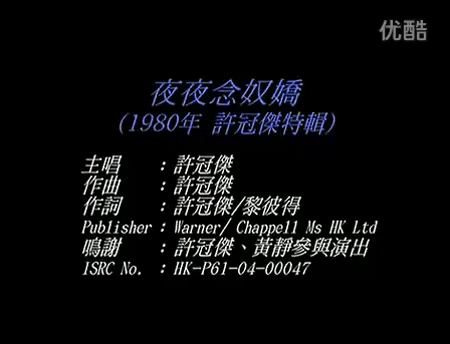 优酷
夜夜念奴嬌
(1980年 許冠傑特輯)
主唱 : 許冠傑
作曲 : 許冠傑
作詞 : 許冠傑/黎彼得
Publisher : Warner/ Chappell Ms HK Ltd
鳴謝 : 許冠傑、黃靜參與演出
ISRC No. : HK-P61-04-00047